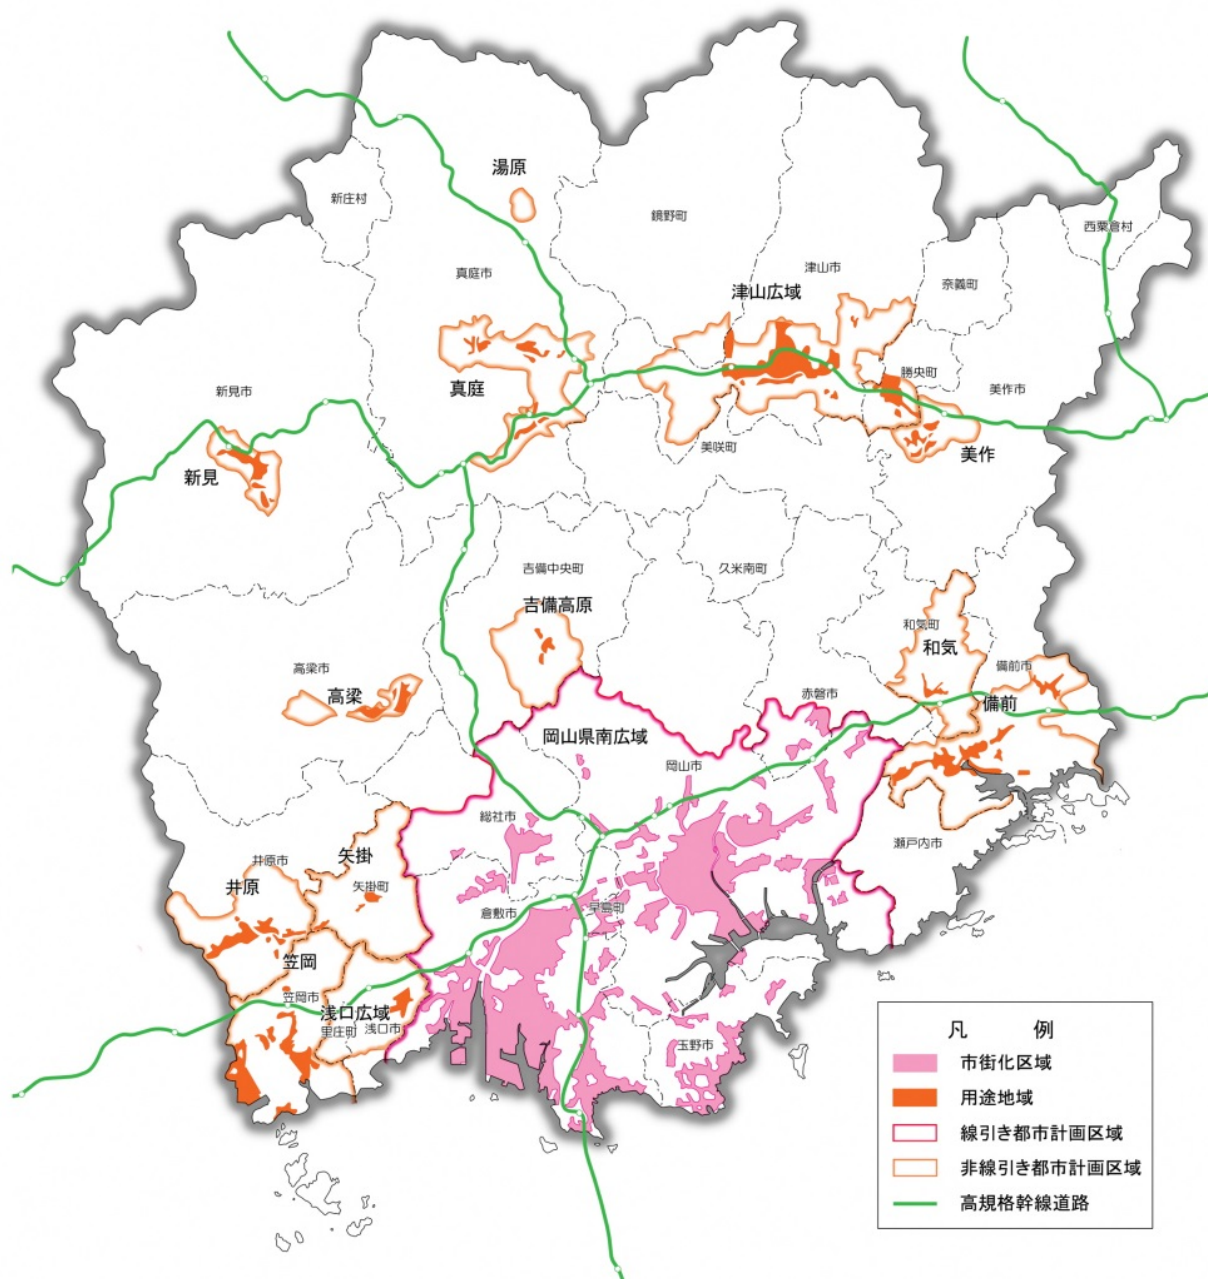 湯原
新庄村
鏡野町
西粟倉村
真庭市
津山市
奈義町
津山広域
勝央町
新見市
真庭
美作市
美咲町
美作
新見
吉備中央町
久米南町
吉備高原
和気町
和気
高梁市
備前市
高梁
赤磐市
備前
岡山県南広域
岡山市
総社市
瀬戸内市
矢掛
井原市
井原
矢掛町
倉敷市
早島町
笠岡
笠岡市
浅口広域
里庄町
浅口市
玉野市
凡 例
市街化区域
用途地域
線引き都市計画区域
非線引き都市計画区域
高規格幹線道路